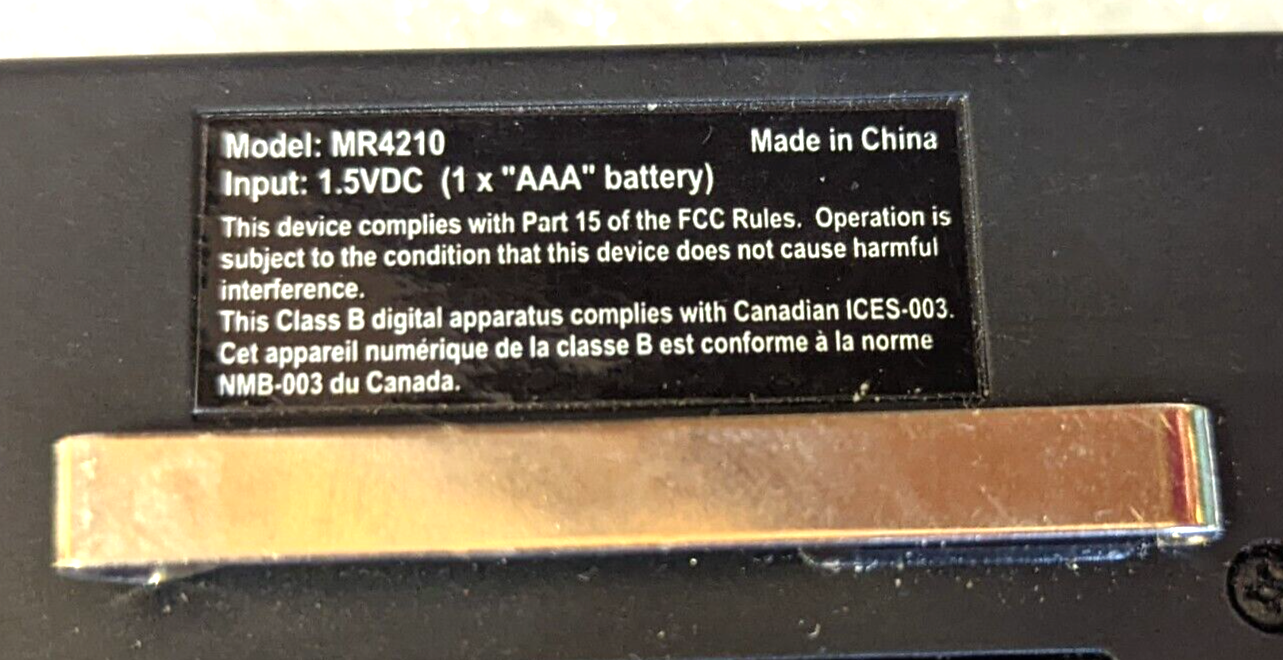 Model: MR4210 Made in China
Input: 1.5VDC (1 x "AAA" battery)
This device complies with Part 15 of the FCC Rules. Operation is
subject to the condition that this device does not cause harmful
interference.
This Class B digital apparatus complies with Canadian ICES-003.
Cet appareil numérique de la classe B est conforme à la norme
NMB-003 du Canada.